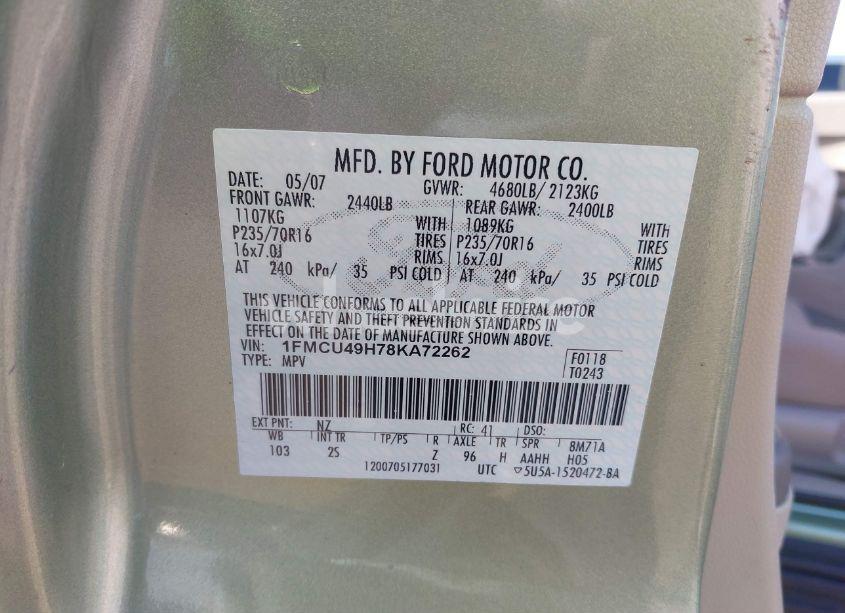 MFD. BY FORD MOTOR CO.
DATE: 05/07 GVWR: 4680LB/ 2123KG
FRONT GAWR: 2440LB REAR GAWR: 2400LB
1107KG WITH 1089KG WITH
P235/70R16 TIRES P235/70R16 TIRES
16x7.0J RIMS 16x7.0J RIMS
AT 240 kPa/ 35 PSI COLD AT 240 kPa/ 35 PSI COLD
THIS VEHICLE CONFORMS TO ALL APPLICABLE FEDERAL MOTOR
VEHICLE SAFETY AND THEFT PREVENTION STANDARDS IN
EFFECT ON THE DATE OF MANUFACTURE SHOWN ABOVE.
VIN: 1FMCU49H78KA72262
TYPE: MPV F0118
T0243
EXT PNT: NZ RC: 41 DSO:
WB INT TR TP/PS R AXLE TR SPR 8M71A
103 2S Z 96 H AAHH H05
1200705177031 UTC 5U5A-1520472-BA